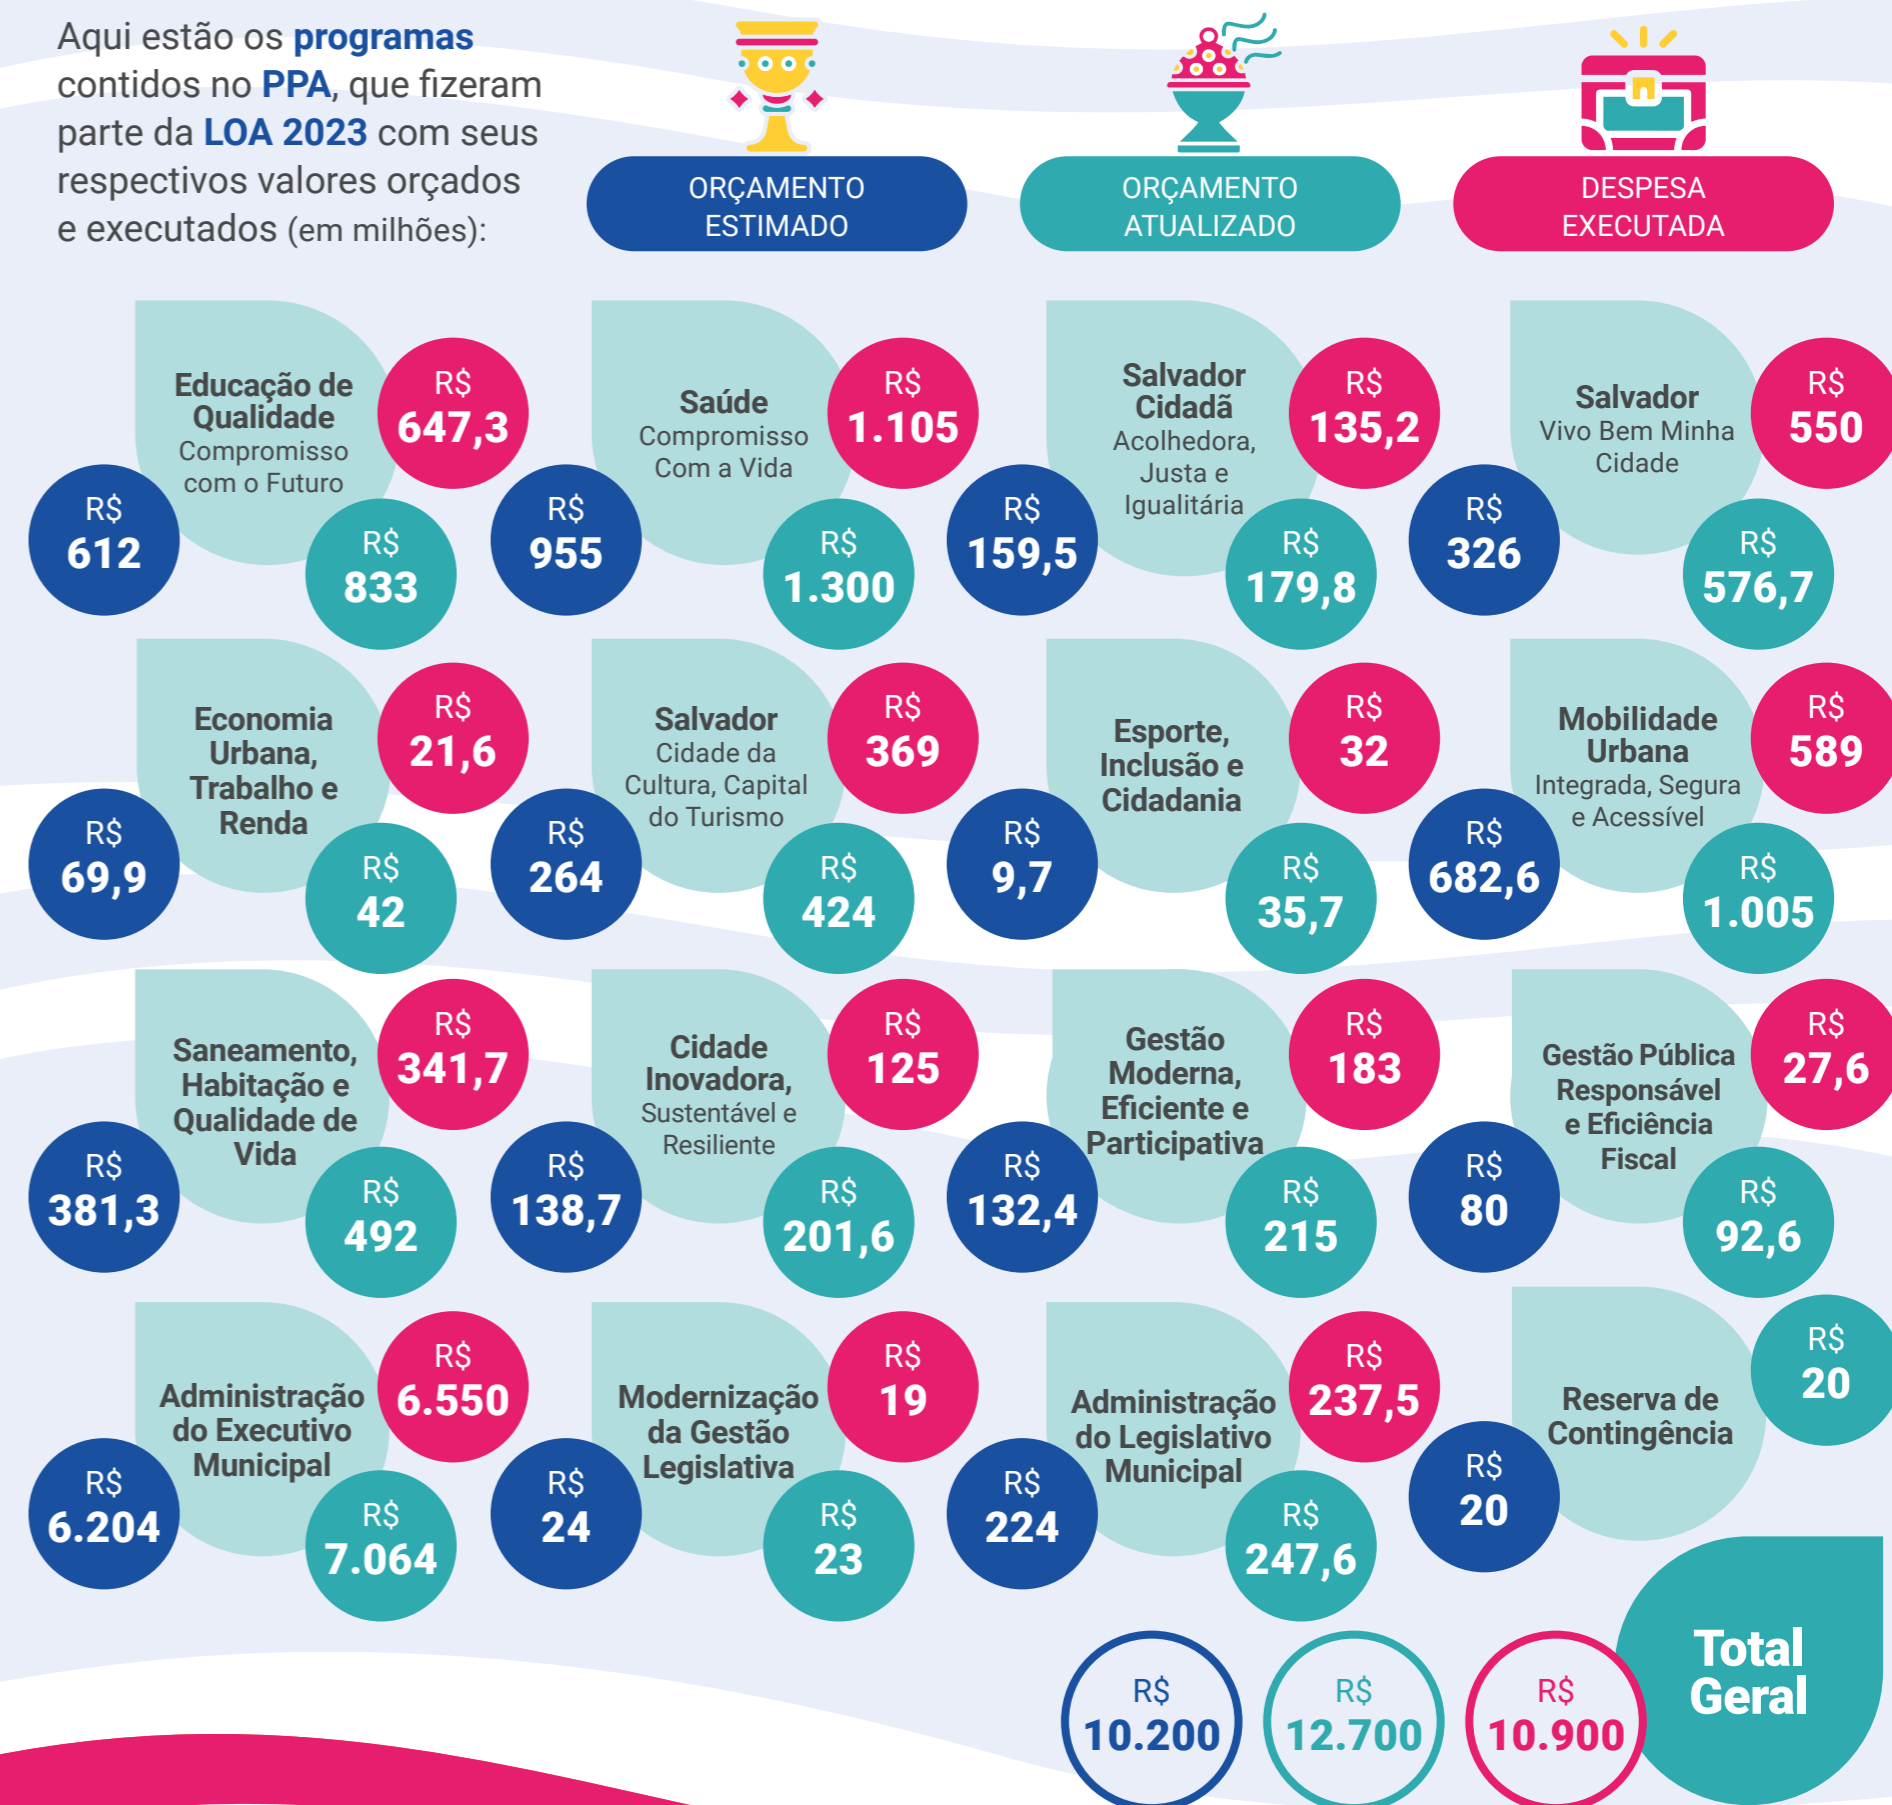 Aqui estão os programas
contidos no PPA, que fizeram
parte da LOA 2023 com seus
respectivos valores orçados
e executados (em milhões):
ORÇAMENTO
ESTIMADO
ORÇAMENTO
ATUALIZADO
DESPESA
EXECUTADA
Educação de
Qualidade
Compromisso
com o Futuro
R$
647,3
R$
612
R$
833
Saúde
Compromisso
Com a Vida
R$
1.105
R$
955
R$
1.300
Salvador
Cidadã
Acolhedora,
Justa e
Igualitária
R$
135,2
R$
159,5
R$
179,8
Salvador
Vivo Bem Minha
Cidade
R$
550
R$
326
R$
576,7
Economia
Urbana,
Trabalho e
Renda
R$
21,6
R$
69,9
R$
42
Salvador
Cidade da
Cultura, Capital
do Turismo
R$
369
R$
264
R$
424
Esporte,
Inclusão e
Cidadania
R$
32
R$
9,7
R$
35,7
Mobilidade
Urbana
Integrada, Segura
e Acessível
R$
589
R$
682,6
R$
1.005
Saneamento,
Habitação e
Qualidade de
Vida
R$
341,7
R$
381,3
R$
492
Cidade
Inovadora,
Sustentável e
Resiliente
R$
125
R$
138,7
R$
201,6
Gestão
Moderna,
Eficiente e
Participativa
R$
183
R$
132,4
R$
215
Gestão Pública
Responsável
e Eficiência
Fiscal
R$
27,6
R$
80
R$
92,6
Administração
do Executivo
Municipal
R$
6.550
R$
6.204
R$
7.064
Modernização
da Gestão
Legislativa
R$
19
R$
24
R$
23
Administração
do Legislativo
Municipal
R$
237,5
R$
224
R$
247,6
Reserva de
Contingência
R$
20
R$
20
R$
10.200
R$
12.700
R$
10.900
Total
Geral